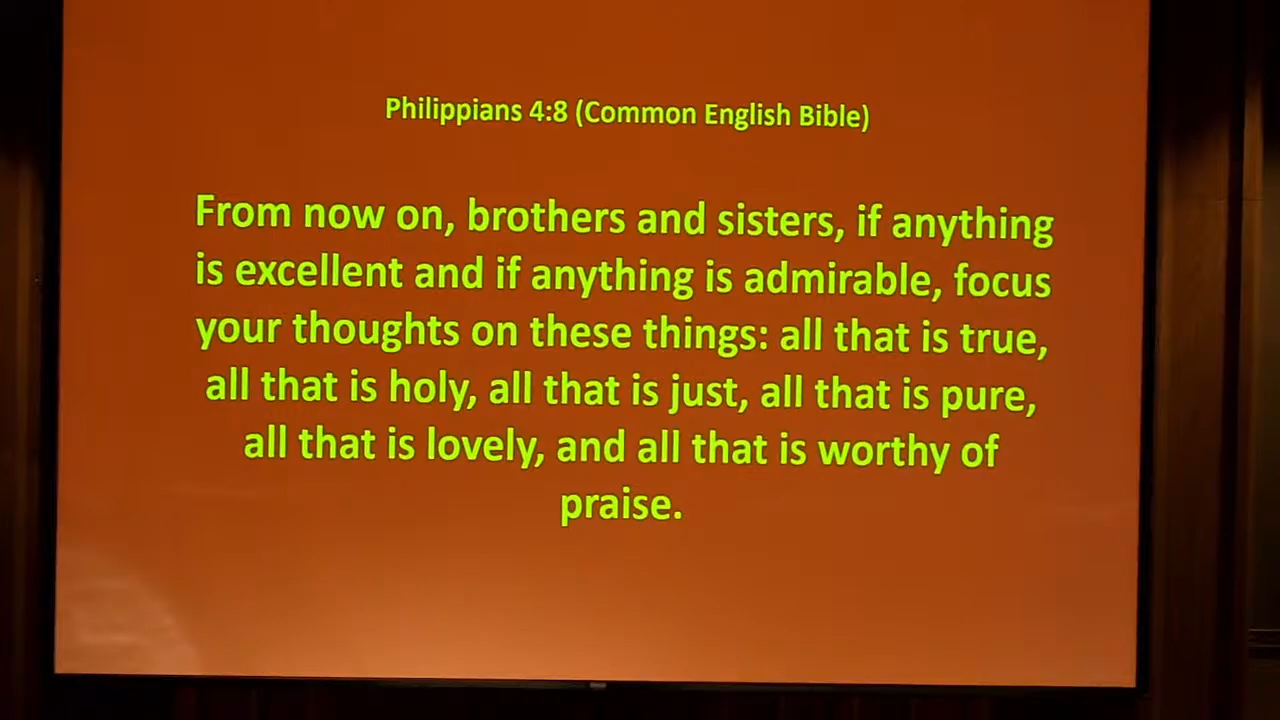 Philippians 4:8 (Common English Bible)
From now on, brothers and sisters, if anything
is excellent and if anything is admirable, focus
your thoughts on these things: all that is true,
all that is holy, all that is just, all that is pure,
all that is lovely, and all that is worthy of
praise.